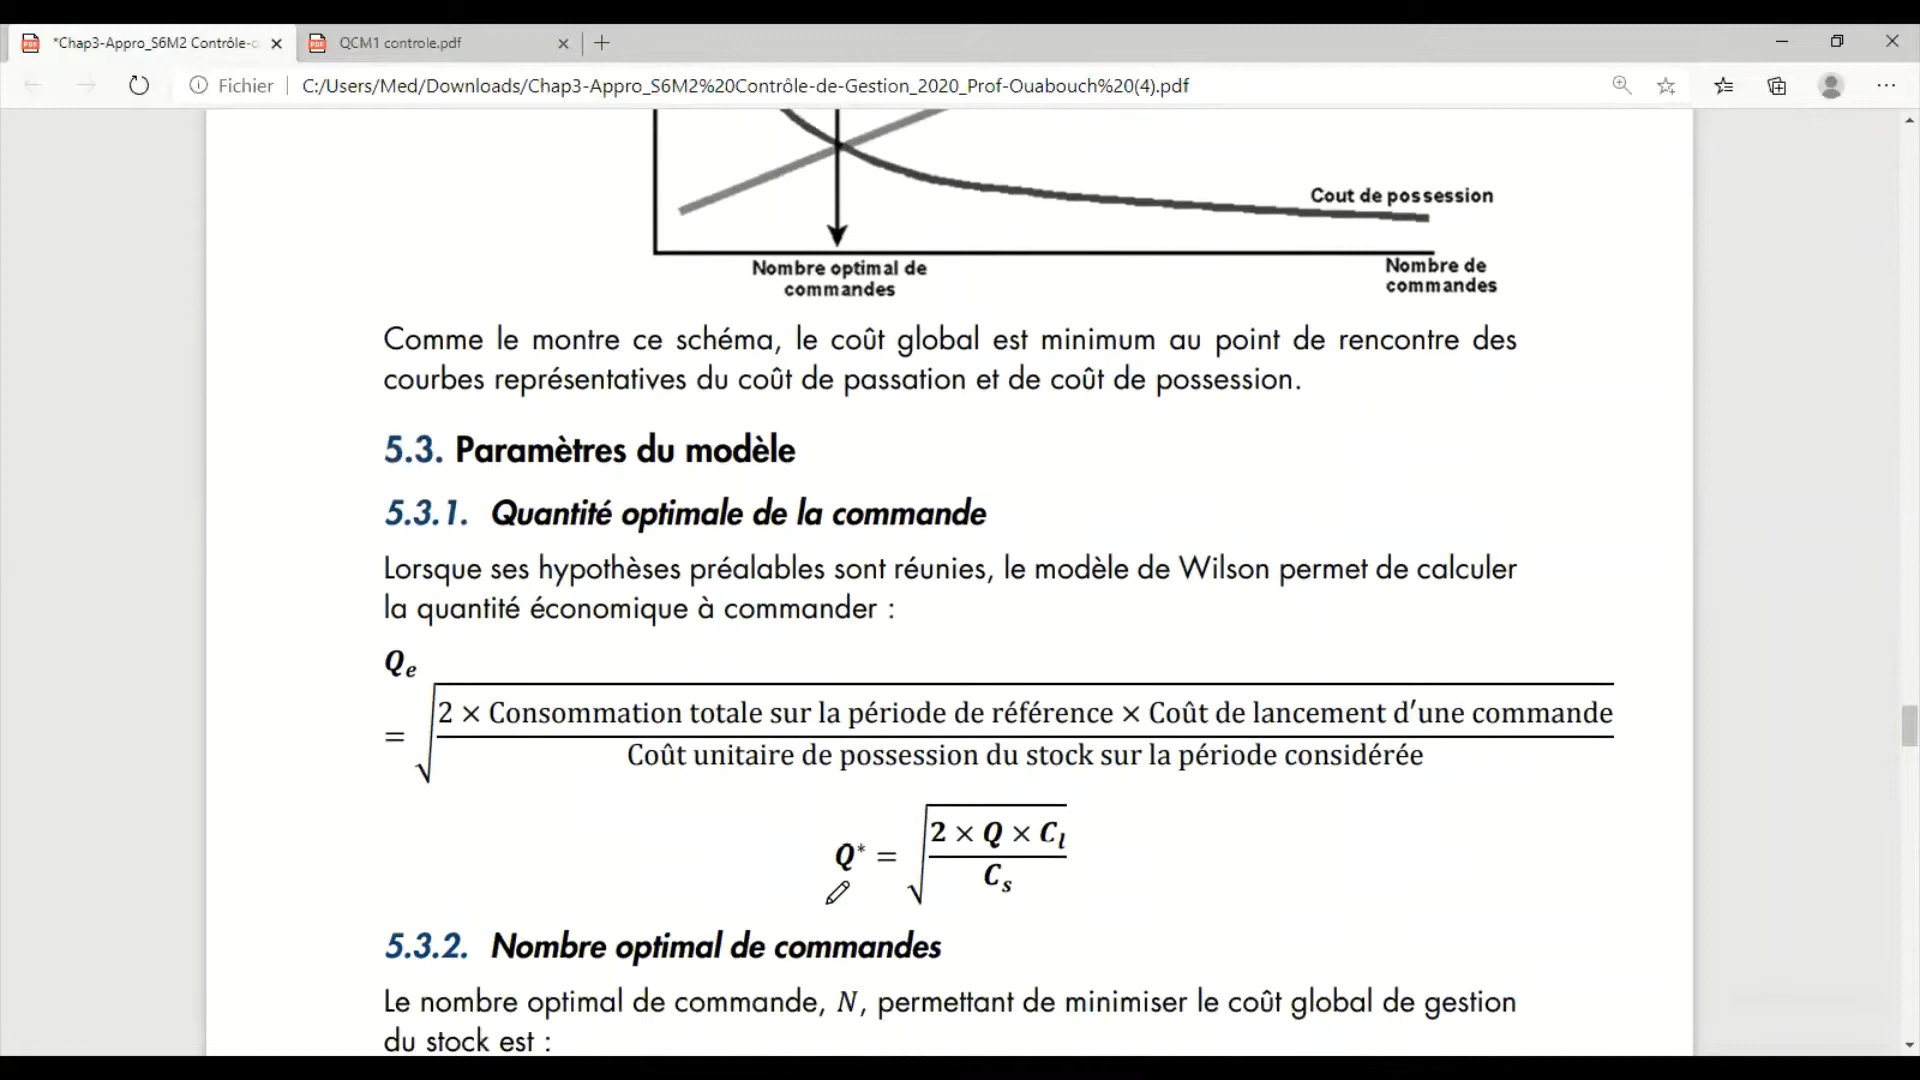 *Chap3-Appro_S6M2 Contrôle-
QCM1 controle.pdf
Fichier
C:/Users/Med/Downloads/Chap3-Appro_S6M2%20Contrôle-de-Gestion_2020_Prof-Ouabouch%20(4).pdf
Cout de possession
Nombre optimal de
commandes
Nombre de
commandes
Comme le montre ce schéma, le coût global est minimum au point de rencontre des
courbes représentatives du coût de passation et de coût de possession.
5.3. Paramètres du modèle
5.3.1. Quantité optimale de la commande
Lorsque ses hypothèses préalables sont réunies, le modèle de Wilson permet de calculer
la quantité économique à commander :
Qe
= √ 2 × Consommation totale sur la période de référence × Coût de lancement d′une commande
Coût unitaire de possession du stock sur la période considérée
Q* = √ 2 × Q × Cl
Cs
5.3.2. Nombre optimal de commandes
Le nombre optimal de commande, N, permettant de minimiser le coût global de gestion
du stock est :